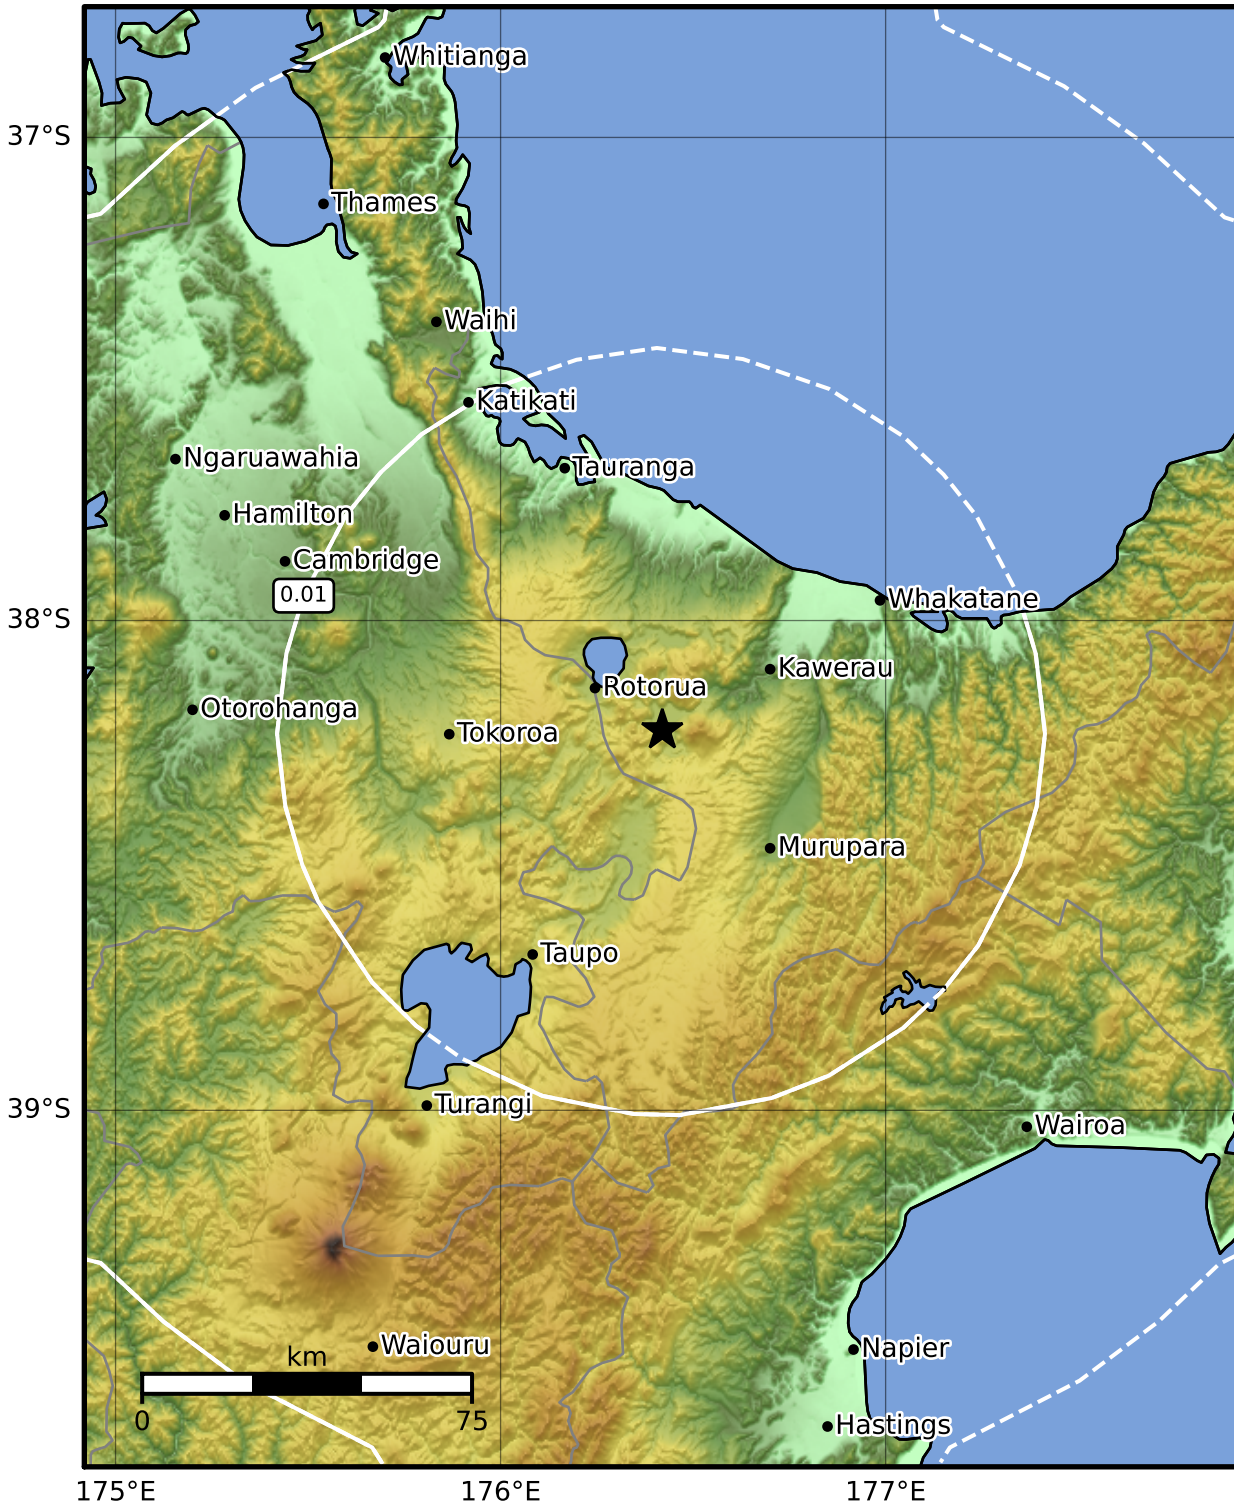 Whitianga
37°S
Thames
Waihi
Katikati
Ngaruawahia
Tauranga
Hamilton
Cambridge
0.01
Whakatane
38°S
Kawerau
Rotorua
Otorohanga
Tokoroa
Murupara
Taupo
Turangi
39°S
Wairoa
Waiouru
Napier
km
0
75
Hastings
175°E
176°E
177°E